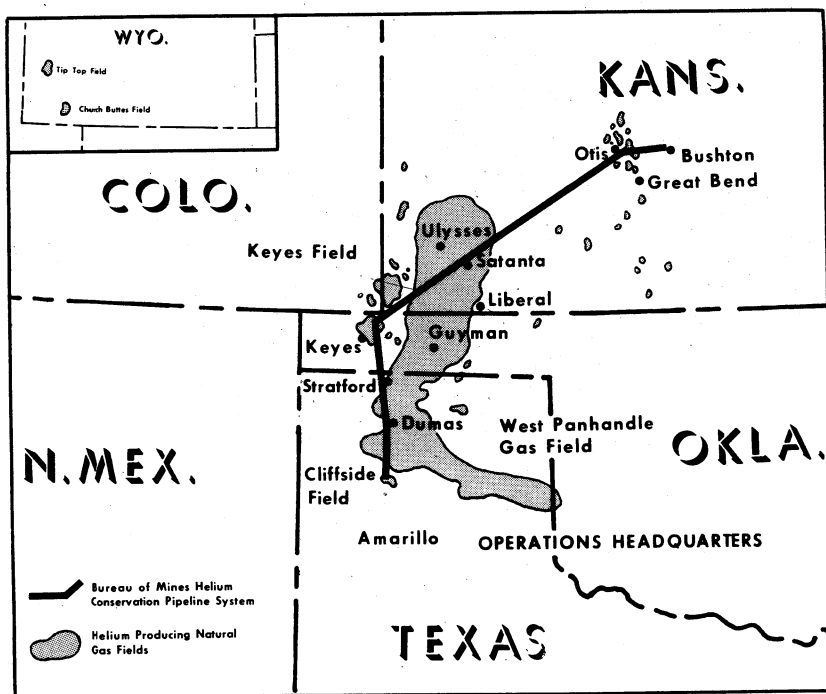 WYO.
Tip Top Field
Church Buttes Field
KANS.
Otis
Bushton
Great Bend
COLO.
Ulysses
Keyes Field
Satanta
Liberal
Keyes
Guyman
Stratford
Dumas
West Panhandle
Gas Field
OKLA.
N.MEX.
Cliffside
Field
Amarillo
OPERATIONS HEADQUARTERS
Bureau of Mines Helium
Conservation Pipeline System
Helium Producing Natural
Gas Fields
TEXAS